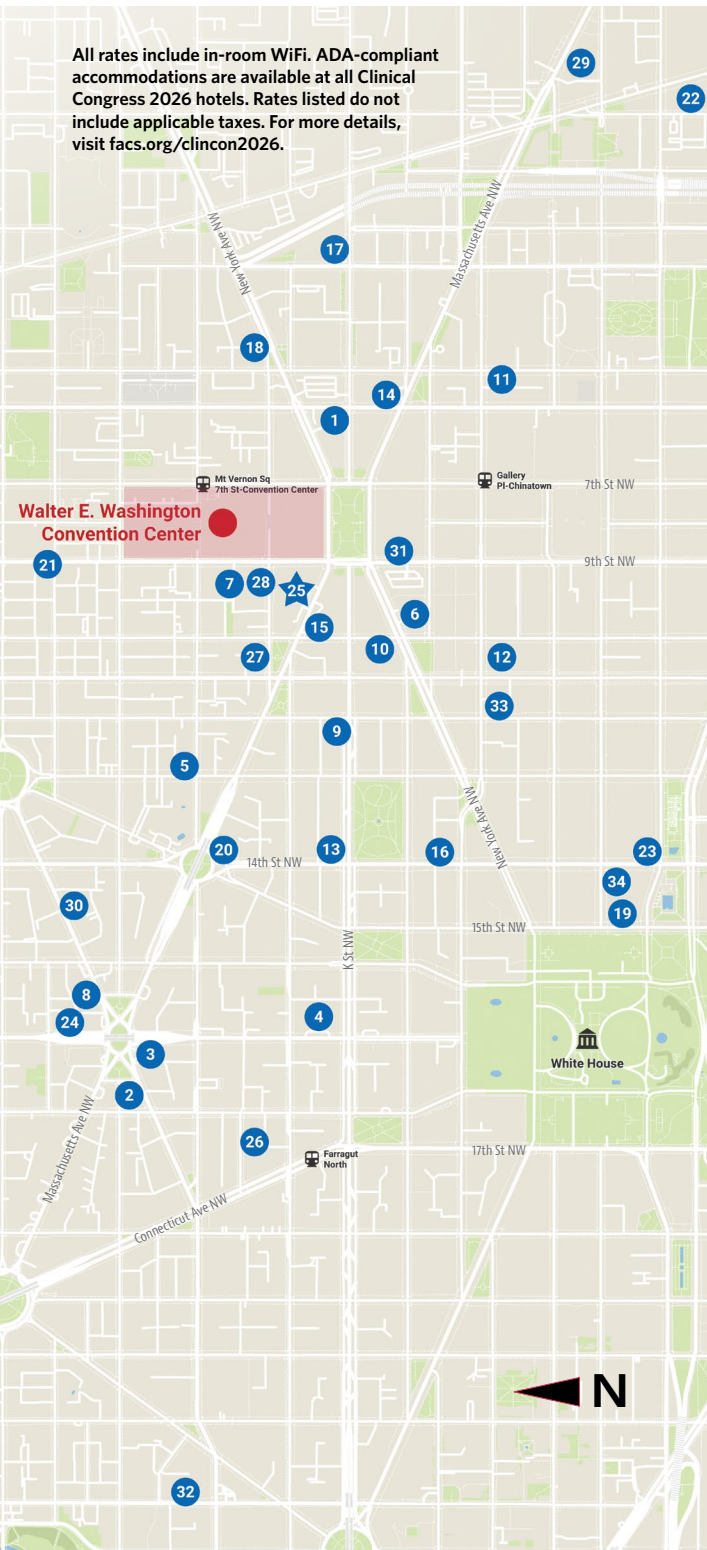 All rates include in-room WiFi. ADA-compliant
accommodations are available at all Clinical
Congress 2026 hotels. Rates listed do not
include applicable taxes. For more details,
visit facs.org/clincon2026.
29
22
New York Ave NW
Massachusetts Ave NW
17
18
11
14
1
Mt Vernon Sq
7th St-Convention Center
Gallery
Pl-Chinatown
7th St NW
Walter E. Washington
Convention Center
31
21
9th St NW
7
28
25
6
15
10
27
12
33
9
5
New York Ave NW
20
14th St NW
13
16
23
34
30
19
15th St NW
K St NW
8
24
4
3
White House
2
Massachusetts Ave NW
26
Farragut
North
17th St NW
Connecticut Ave NW
N
32